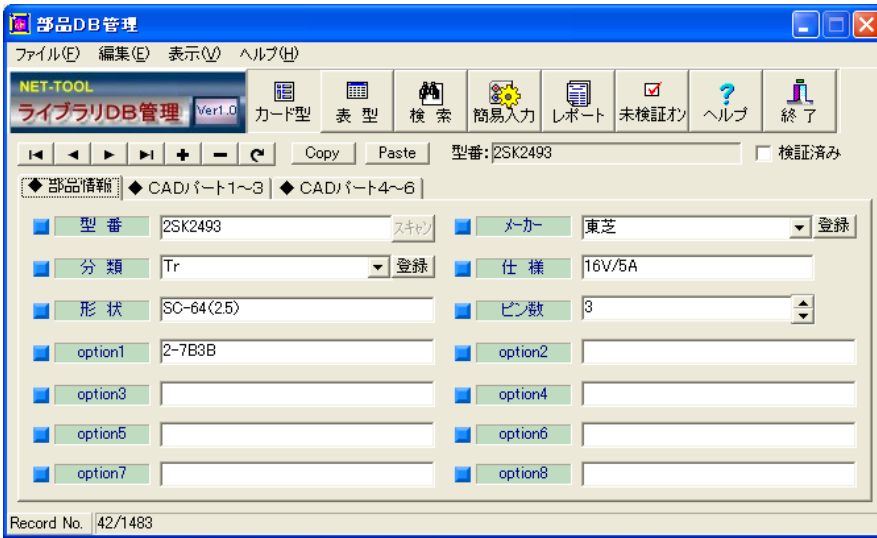 部品DB管理
ファイル(F) 編集(E) 表示(V) ヘルプ(H)
NET-TOOL
ライブラリDB管理 Ver1.0
カード型 表 型 検 索 簡易入力 レポート 未検証オン ヘルプ 終 了
Copy Paste 型番: 2SK2493 検証済み
◆ 部品情報 ◆ CADパート1～3 ◆ CADパート4～6
型 番 2SK2493 スキャン メーカー 東芝 登録
分 類 Tr 登録 仕 様 16V/5A
形 状 SC-64(2.5) ピン数 3
option1 2-7B3B option2
option3 option4
option5 option6
option7 option8
Record No. 42/1483